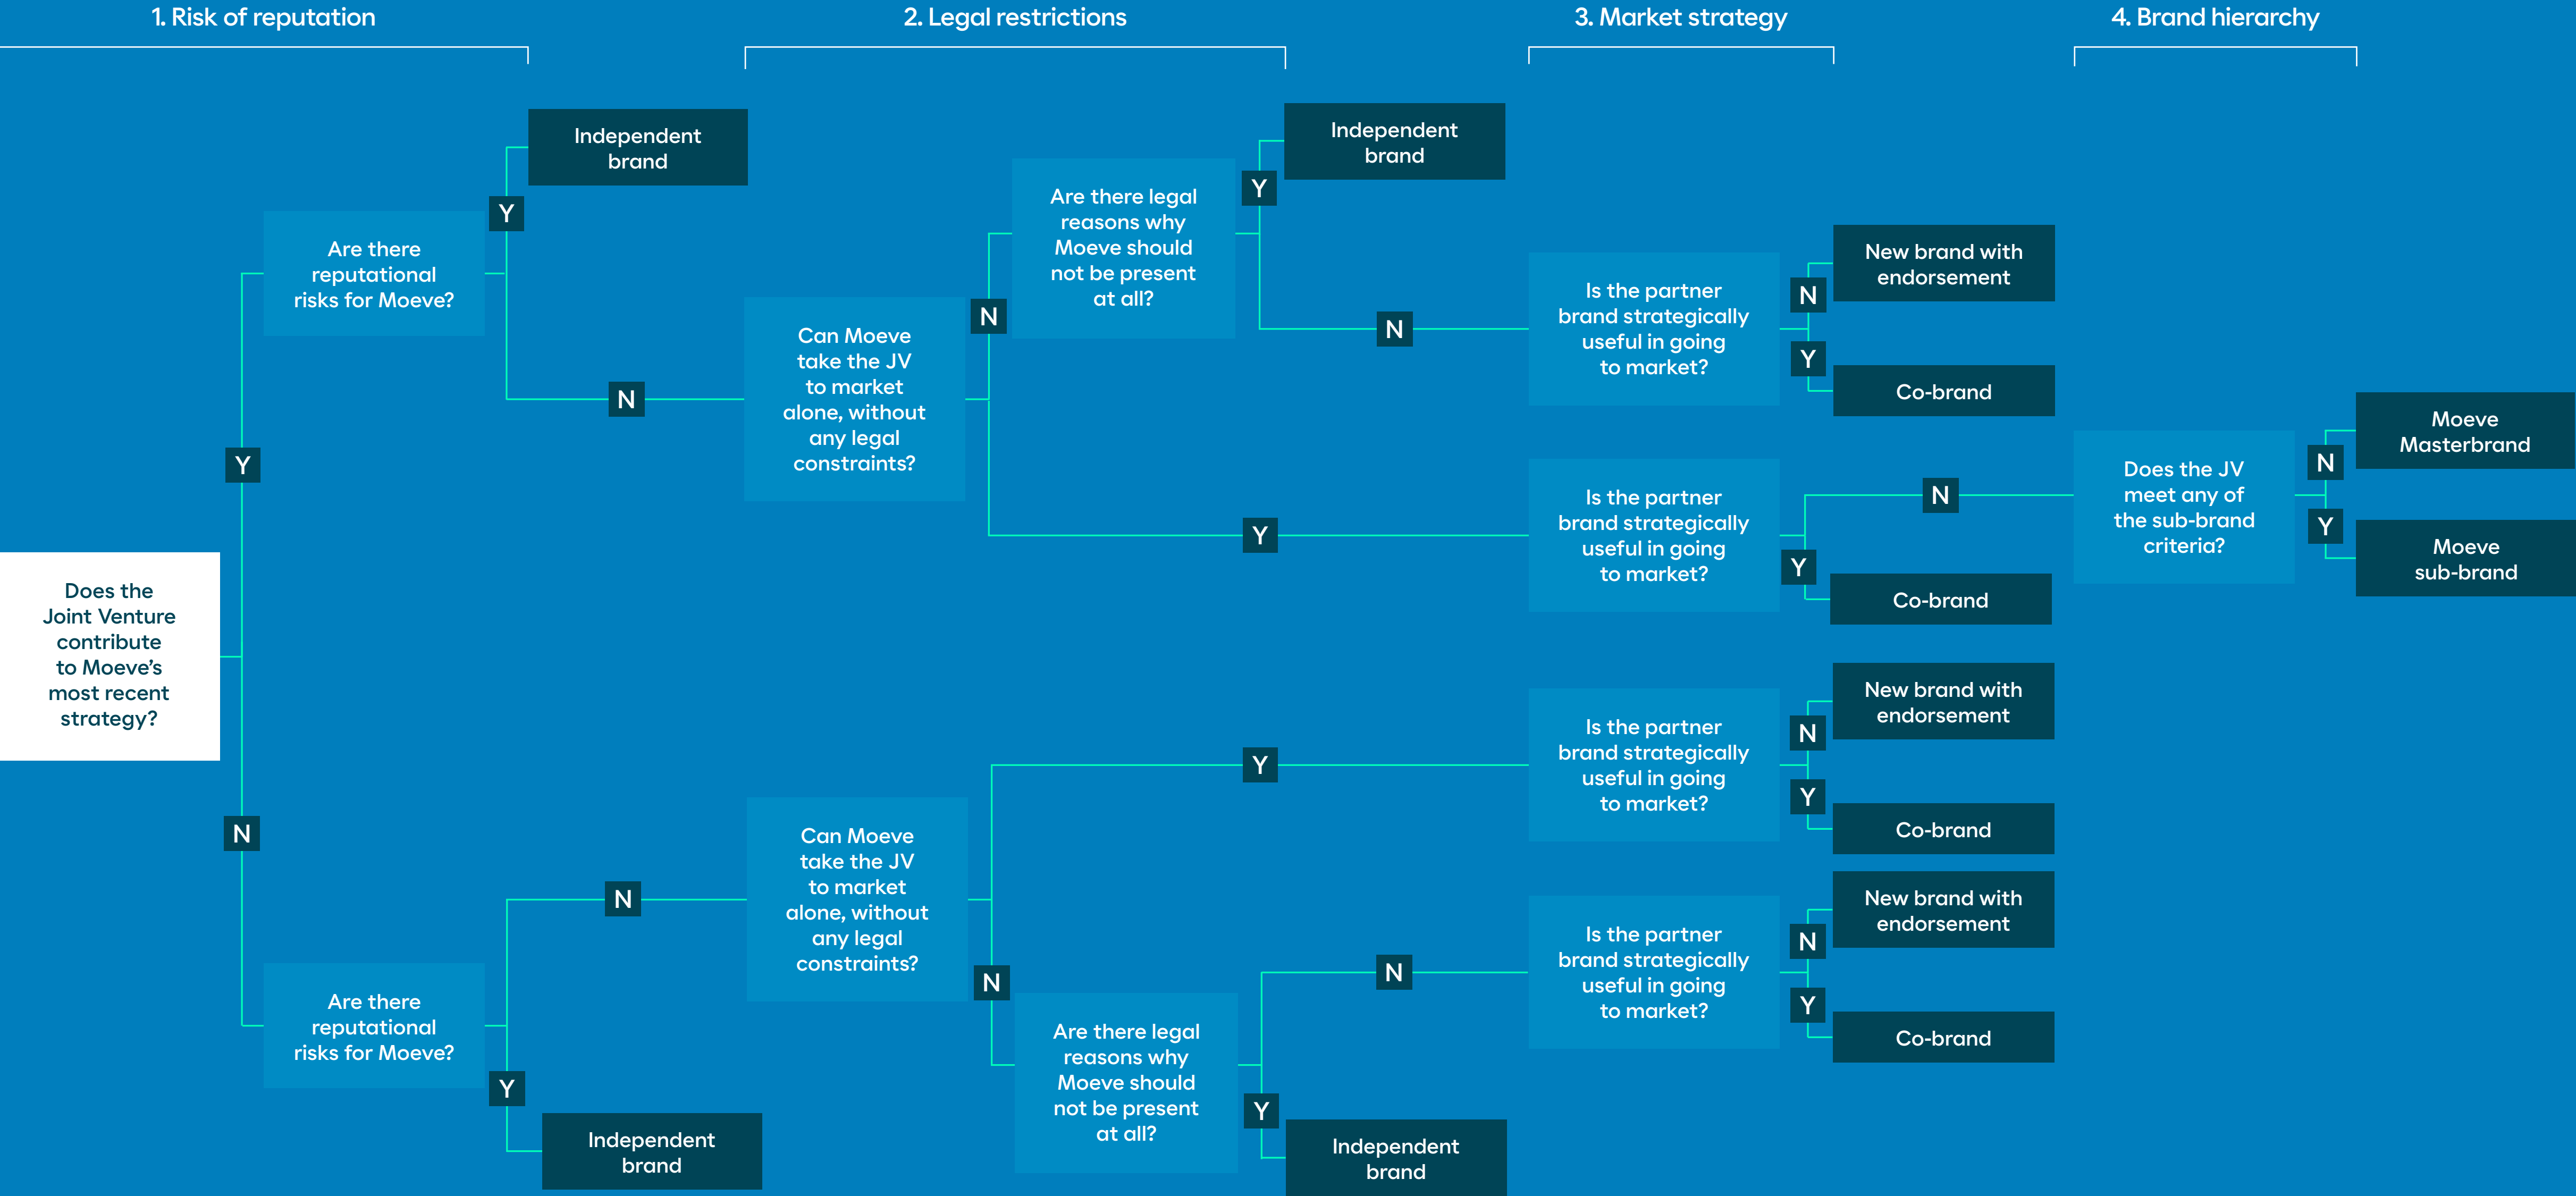 1. Risk of reputation
2. Legal restrictions
3. Market strategy
4. Brand hierarchy
Does the
Joint Venture
contribute
to Moeve’s
most recent
strategy?
Y
N
Are there
reputational
risks for Moeve?
Y
Independent
brand
N
Can Moeve
take the JV
to market
alone, without
any legal
constraints?
N
Are there legal
reasons why
Moeve should
not be present
at all?
Y
Independent
brand
N
Is the partner
brand strategically
useful in going
to market?
N
New brand with
endorsement
Y
Co-brand
Y
Is the partner
brand strategically
useful in going
to market?
N
Does the JV
meet any of
the sub-brand
criteria?
N
Moeve
Masterbrand
Y
Moeve
sub-brand
Y
Co-brand
Are there
reputational
risks for Moeve?
N
Can Moeve
take the JV
to market
alone, without
any legal
constraints?
Y
Is the partner
brand strategically
useful in going
to market?
N
New brand with
endorsement
Y
Co-brand
N
Are there legal
reasons why
Moeve should
not be present
at all?
N
Is the partner
brand strategically
useful in going
to market?
N
New brand with
endorsement
Y
Co-brand
Y
Independent
brand
Y
Independent
brand